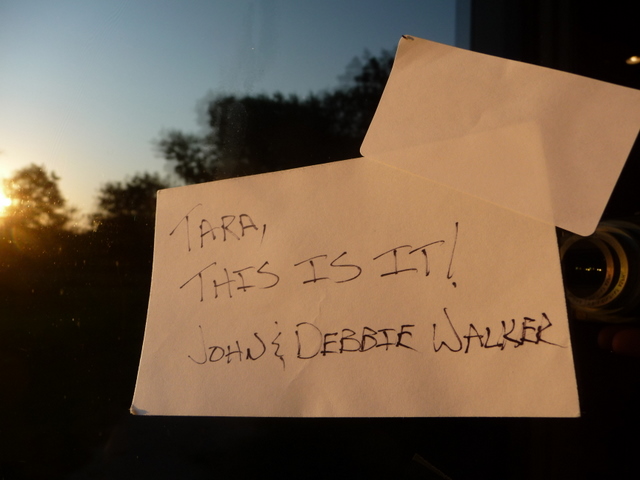 TARA,
THIS IS IT!
JOHN & DEBBIE WALKER